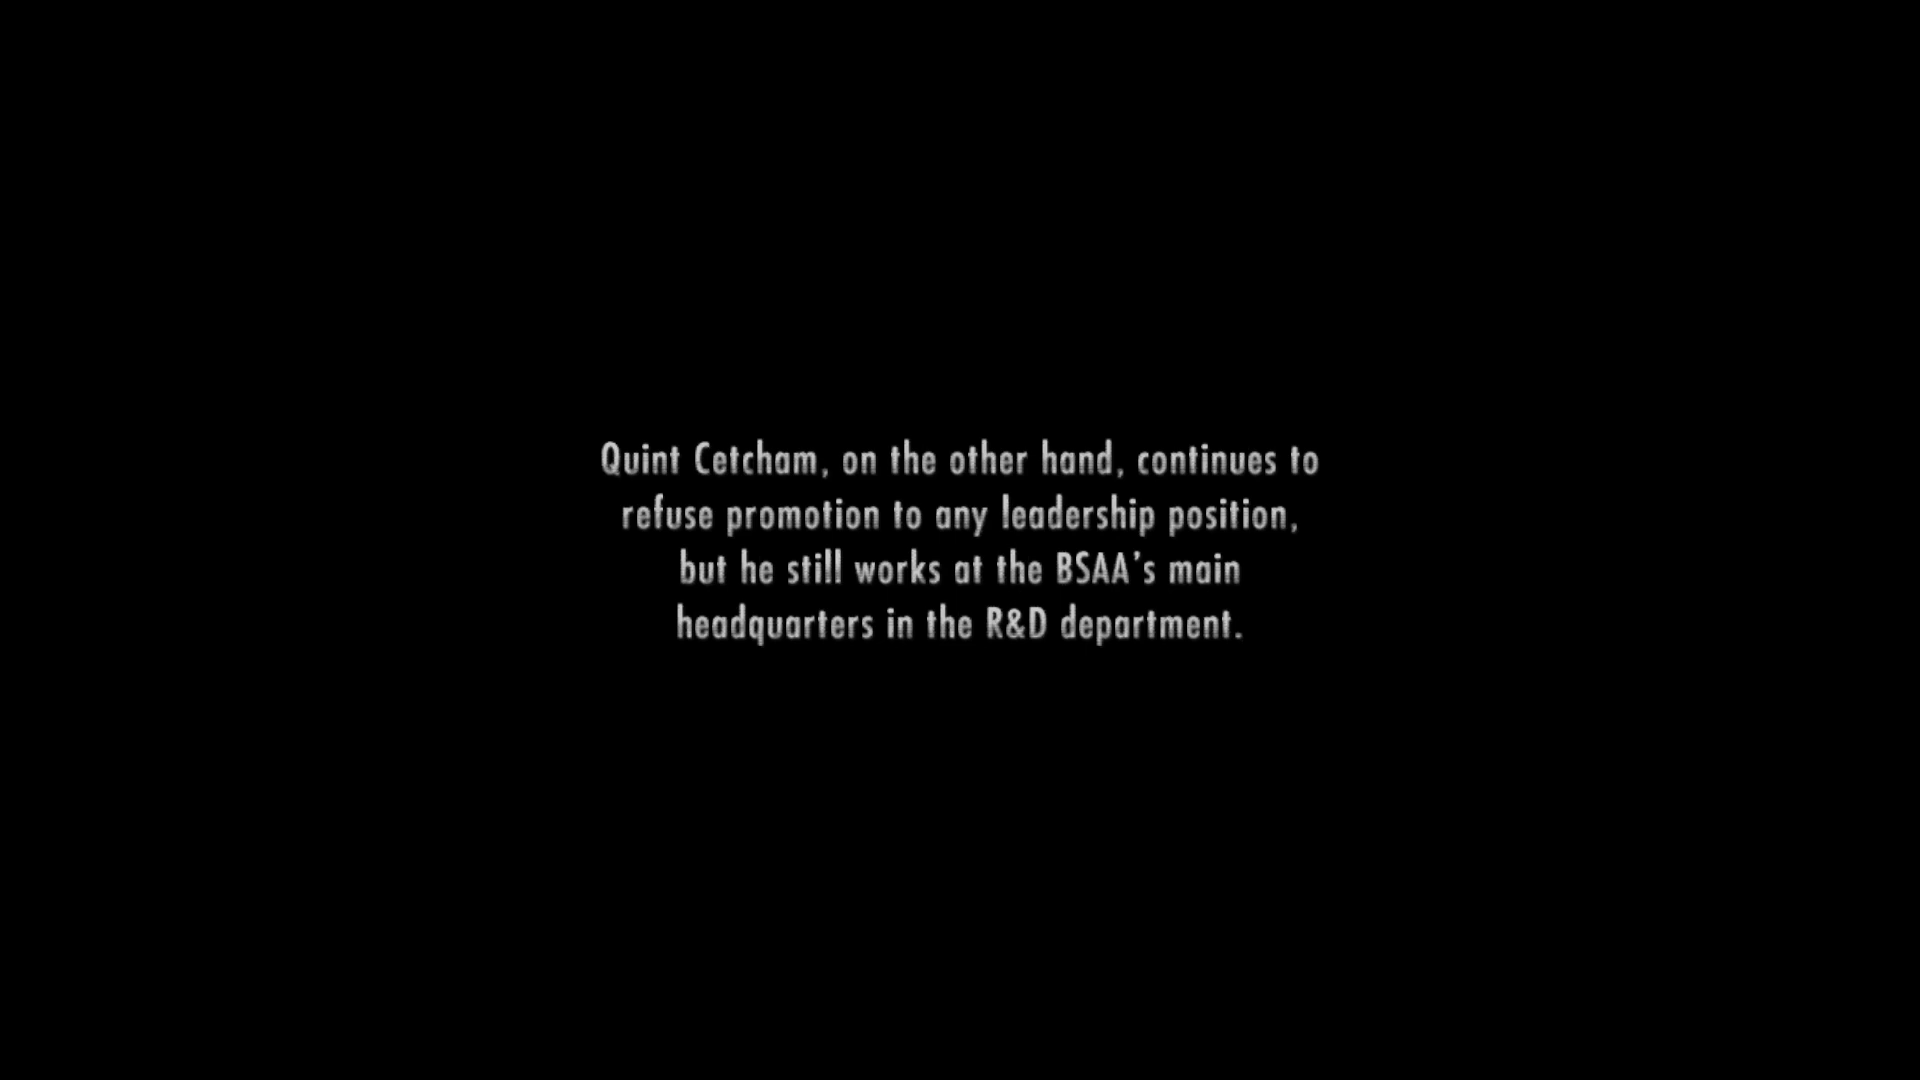 Quint Cetcham, on the other hand, continues to
refuse promotion to any leadership position,
but he still works at the BSAA's main
headquarters in the R&D department.